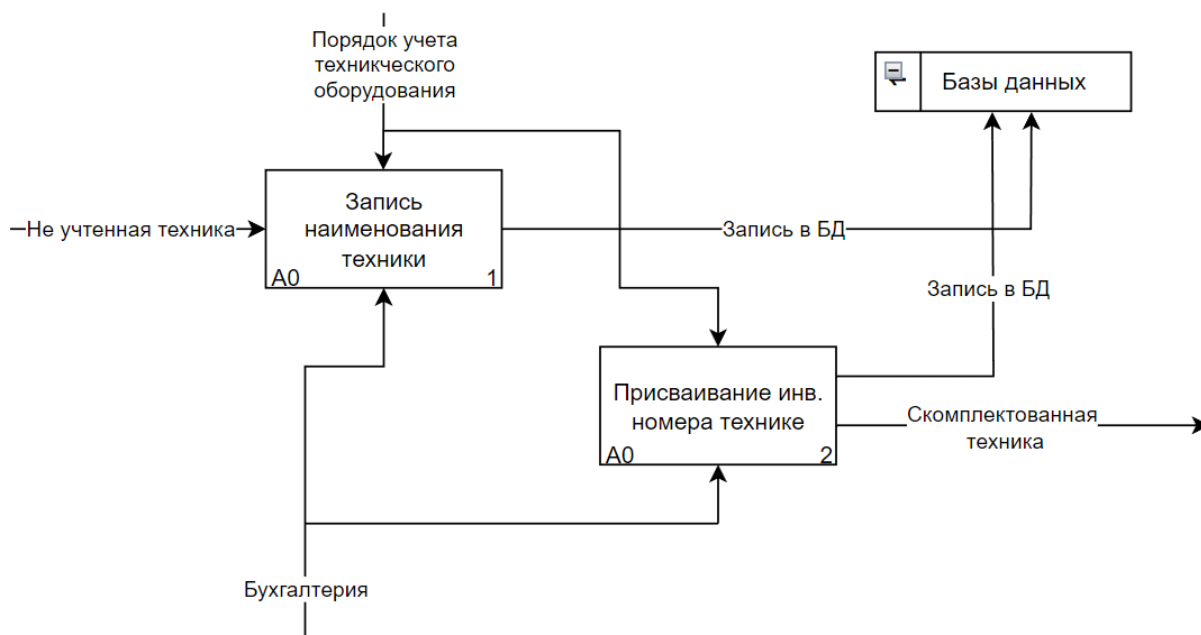 Порядок учета
техникческого
оборудования
Базы данных
Запись
наименования
техники
A0
1
Не учтенная техника
Запись в БД
Запись в БД
Присваивание инв.
номера технике
A0
2
Скомплектованная
техника
Бухгалтерия